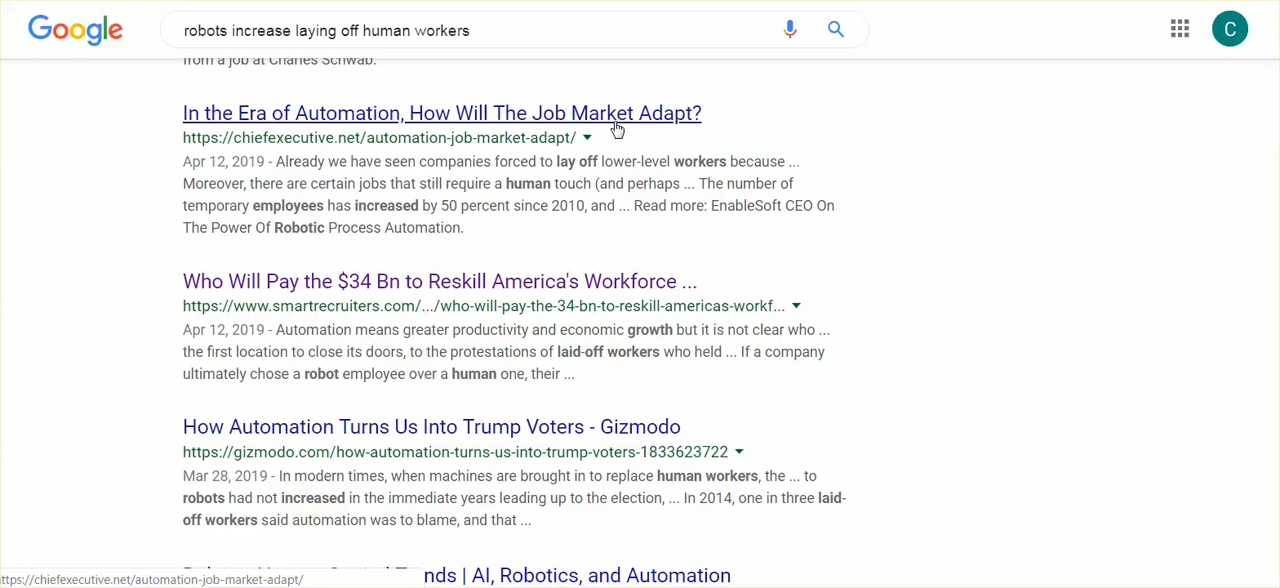 Google
robots increase laying off human workers
C
from a job at Charles Schwab.
In the Era of Automation, How Will The Job Market Adapt?
https://chiefexecutive.net/automation-job-market-adapt/
Apr 12, 2019 - Already we have seen companies forced to lay off lower-level workers because ...
Moreover, there are certain jobs that still require a human touch (and perhaps ... The number of
temporary employees has increased by 50 percent since 2010, and ... Read more: EnableSoft CEO On
The Power Of Robotic Process Automation.
Who Will Pay the $34 Bn to Reskill America's Workforce ...
https://www.smartrecruiters.com/.../who-will-pay-the-34-bn-to-reskill-americas-workf...
Apr 12, 2019 - Automation means greater productivity and economic growth but it is not clear who ...
the first location to close its doors, to the protestations of laid-off workers who held ... If a company
ultimately chose a robot employee over a human one, their ...
How Automation Turns Us Into Trump Voters - Gizmodo
https://gizmodo.com/how-automation-turns-us-into-trump-voters-1833623722
Mar 28, 2019 - In modern times, when machines are brought in to replace human workers, the ... to
robots had not increased in the immediate years leading up to the election, ... In 2014, one in three laid-
off workers said automation was to blame, and that ...
nds | AI, Robotics, and Automation
ttps://chiefexecutive.net/automation-job-market-adapt/